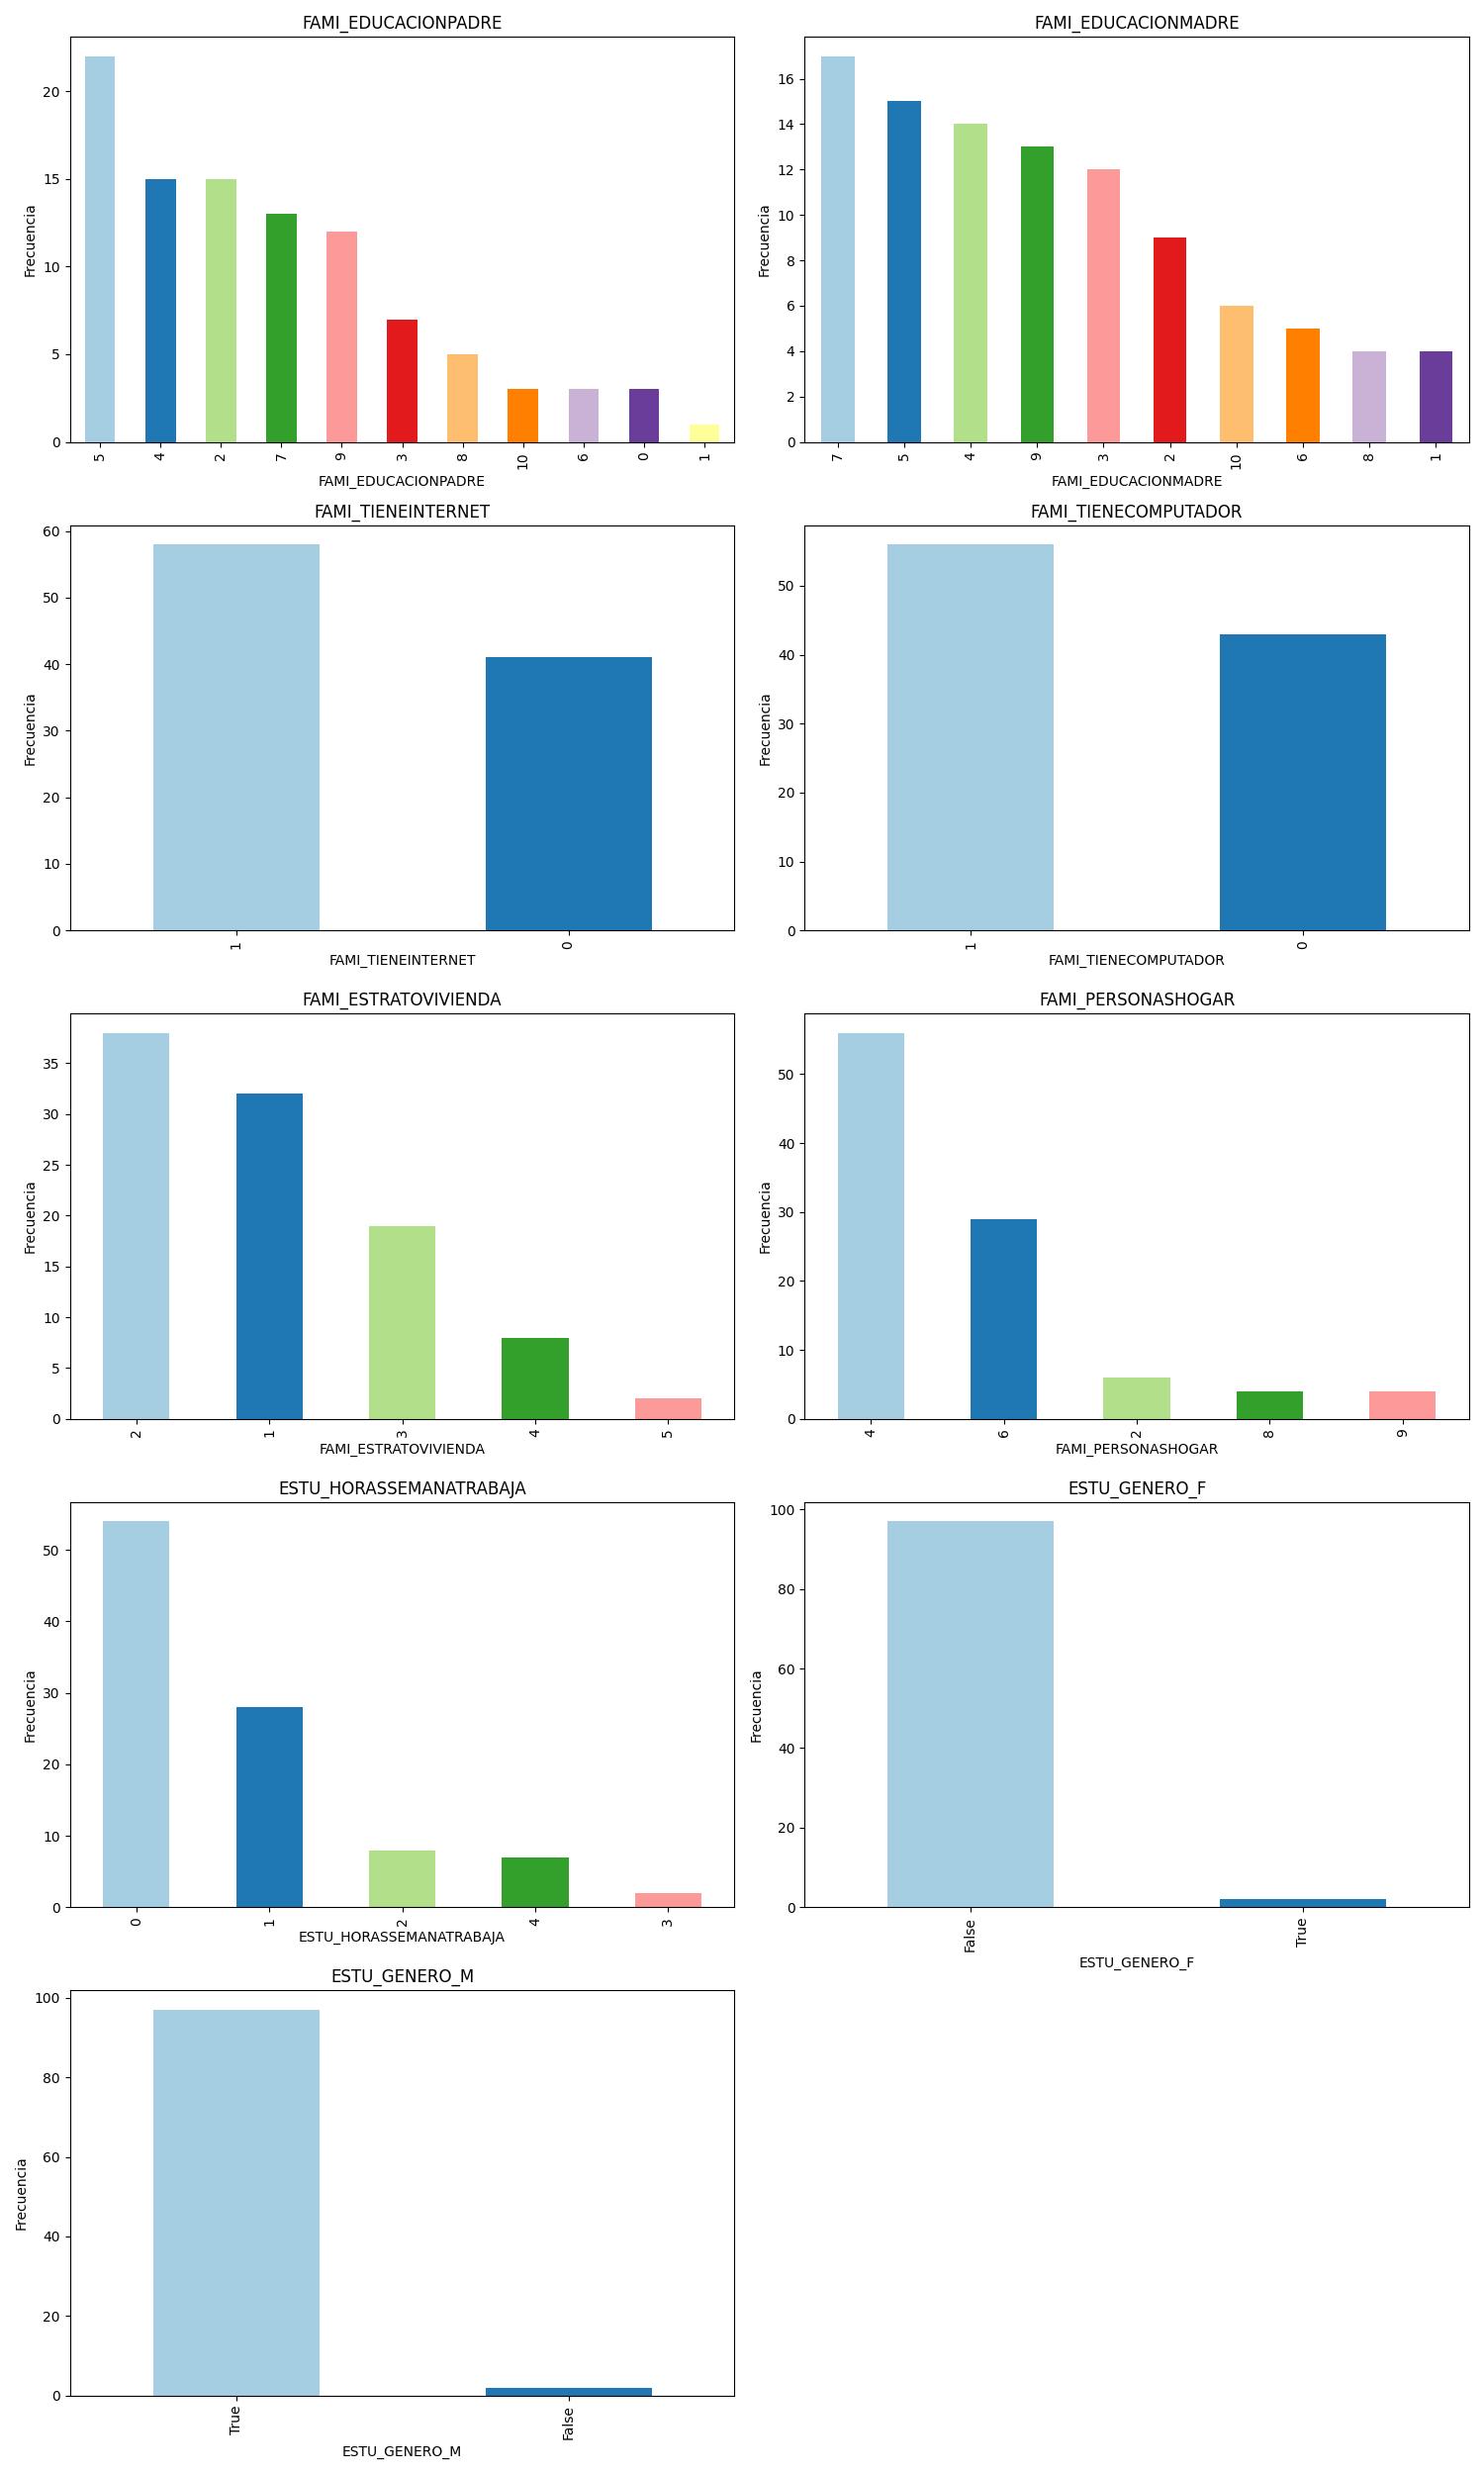 FAMI_EDUCACIONPADRE
Frecuencia
20
15
10
5
0
5 4 2 7 9 3 8 10 6 0 1
FAMI_EDUCACIONPADRE
FAMI_EDUCACIONMADRE
Frecuencia
16
14
12
10
8
6
4
2
0
7 5 4 9 3 2 10 6 8 1
FAMI_EDUCACIONMADRE
FAMI_TIENEINTERNET
Frecuencia
60
50
40
30
20
10
0
1 0
FAMI_TIENEINTERNET
FAMI_TIENECOMPUTADOR
Frecuencia
50
40
30
20
10
0
1 0
FAMI_TIENECOMPUTADOR
FAMI_ESTRATOVIVIENDA
Frecuencia
35
30
25
20
15
10
5
0
2 1 3 4 5
FAMI_ESTRATOVIVIENDA
FAMI_PERSONASHOGAR
Frecuencia
50
40
30
20
10
0
4 6 2 8 9
FAMI_PERSONASHOGAR
ESTU_HORASSEMANATRABAJA
Frecuencia
50
40
30
20
10
0
0 1 2 4 3
ESTU_HORASSEMANATRABAJA
ESTU_GENERO_F
Frecuencia
100
80
60
40
20
0
False True
ESTU_GENERO_F
ESTU_GENERO_M
Frecuencia
100
80
60
40
20
0
True False
ESTU_GENERO_M